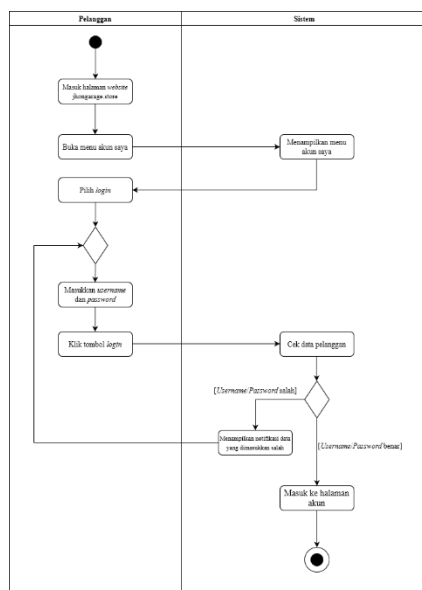 Pelanggan
Sistem
Masuk halaman website
jhongarage.store
Buka menu akun saya
Menampilkan menu
akun saya
Pilih login
Masukkan username
dan password
Klik tombol login
Cek data pelanggan
[Username/Password salah]
Menampilkan notifikasi data
yang dimasukkan salah
[Username/Password benar]
Masuk ke halaman
akun